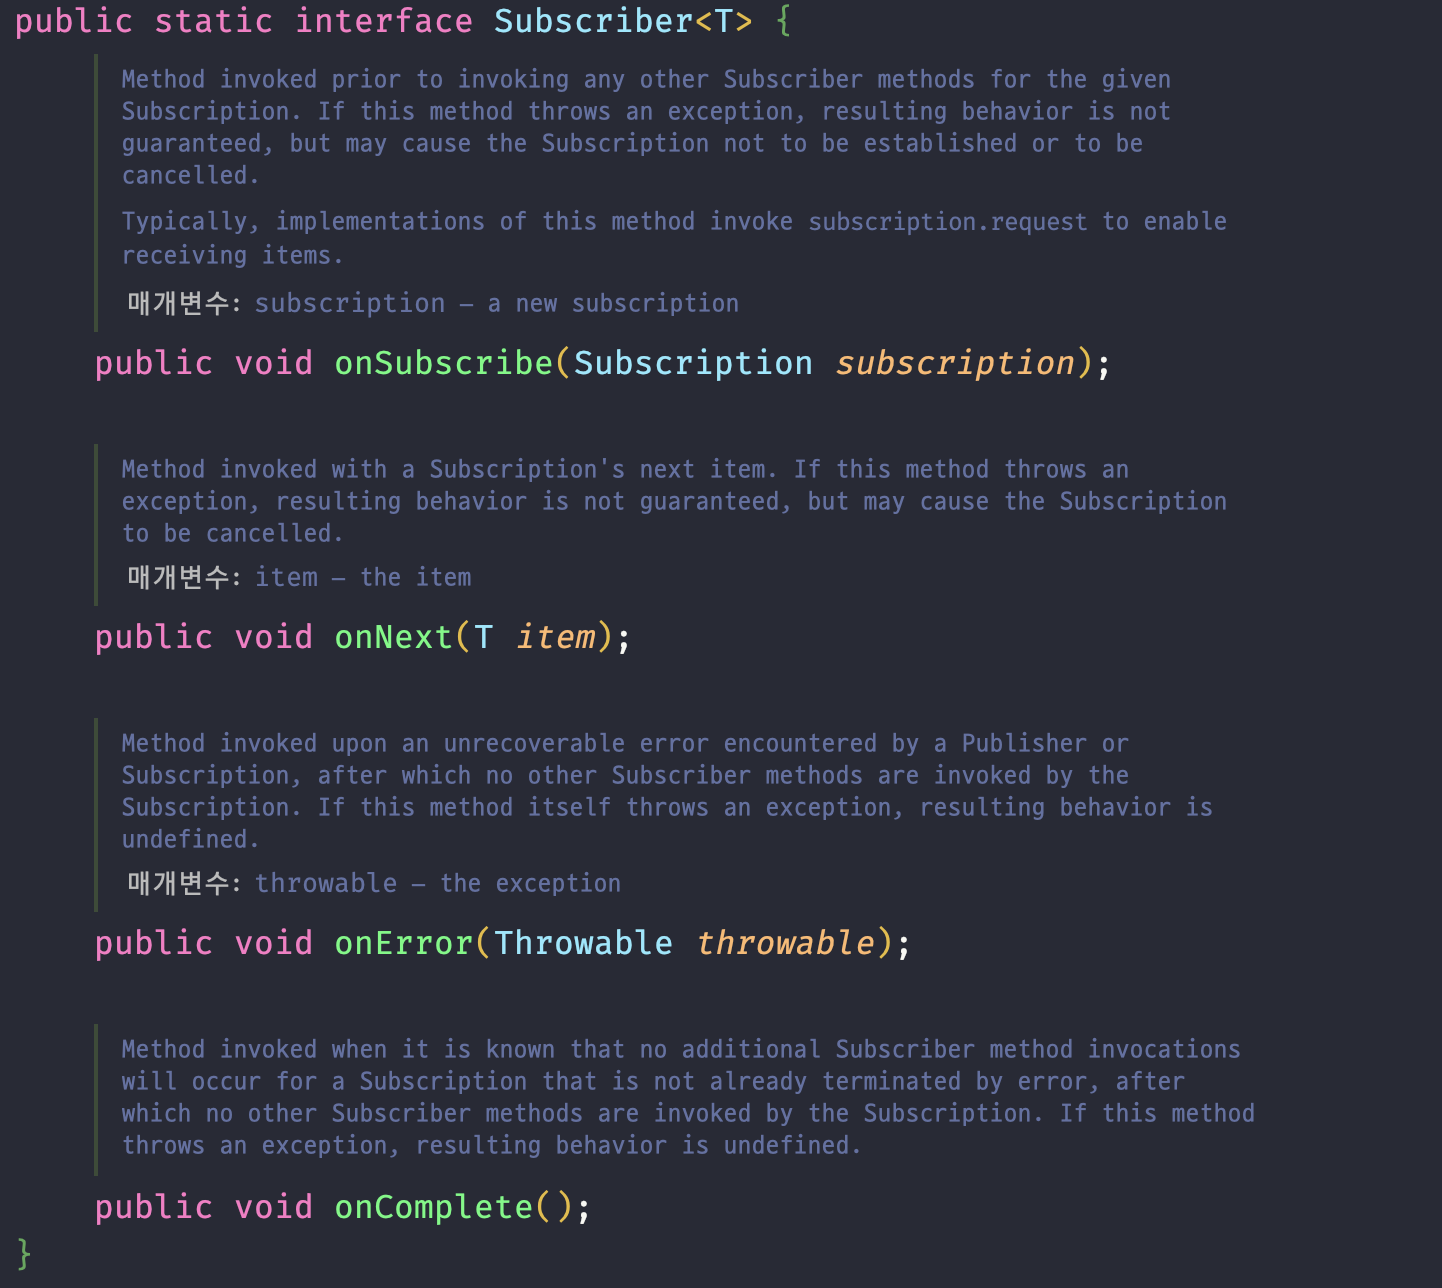 public static interface Subscriber<T> {
Method invoked prior to invoking any other Subscriber methods for the given
Subscription. If this method throws an exception, resulting behavior is not
guaranteed, but may cause the Subscription not to be established or to be
cancelled.
Typically, implementations of this method invoke subscription.request to enable
receiving items.
매개변수: subscription – a new subscription
public void onSubscribe(Subscription subscription);
Method invoked with a Subscription's next item. If this method throws an
exception, resulting behavior is not guaranteed, but may cause the Subscription
to be cancelled.
매개변수: item – the item
public void onNext(T item);
Method invoked upon an unrecoverable error encountered by a Publisher or
Subscription, after which no other Subscriber methods are invoked by the
Subscription. If this method itself throws an exception, resulting behavior is
undefined.
매개변수: throwable – the exception
public void onError(Throwable throwable);
Method invoked when it is known that no additional Subscriber method invocations
will occur for a Subscription that is not already terminated by error, after
which no other Subscriber methods are invoked by the Subscription. If this method
throws an exception, resulting behavior is undefined.
public void onComplete();
}